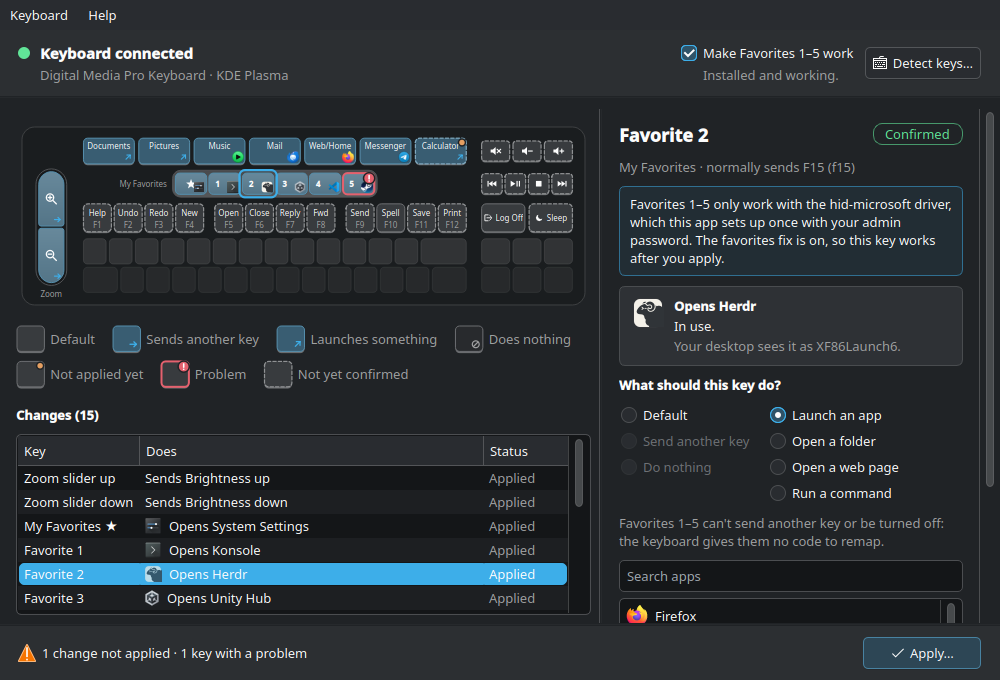 Keyboard Help
Keyboard connected
Digital Media Pro Keyboard · KDE Plasma
Make Favorites 1–5 work
Installed and working.
Detect keys...
Documents Pictures Music Mail Web/Home Messenger Calculator
My Favorites ★ 1 2 3 4 5
Help Undo Redo New Open Close Reply Fwd Send Spell Save Print
F1 F2 F3 F4 F5 F6 F7 F8 F9 F10 F11 F12
Log Off Sleep
Zoom
Default Sends another key Launches something Does nothing
Not applied yet Problem Not yet confirmed
Changes (15)
Key Does Status
Zoom slider up Sends Brightness up Applied
Zoom slider down Sends Brightness down Applied
My Favorites ★ Opens System Settings Applied
Favorite 1 Opens Konsole Applied
Favorite 2 Opens Herdr Applied
Favorite 3 Opens Unity Hub Applied
Favorite 2 Confirmed
My Favorites · normally sends F15 (f15)
Favorites 1–5 only work with the hid-microsoft driver,
which this app sets up once with your admin
password. The favorites fix is on, so this key works
after you apply.
Opens Herdr
In use.
Your desktop sees it as XF86Launch6.
What should this key do?
Default Launch an app
Send another key Open a folder
Do nothing Open a web page
Run a command
Favorites 1–5 can't send another key or be turned off:
the keyboard gives them no code to remap.
Search apps
Firefox
1 change not applied · 1 key with a problem
Apply...